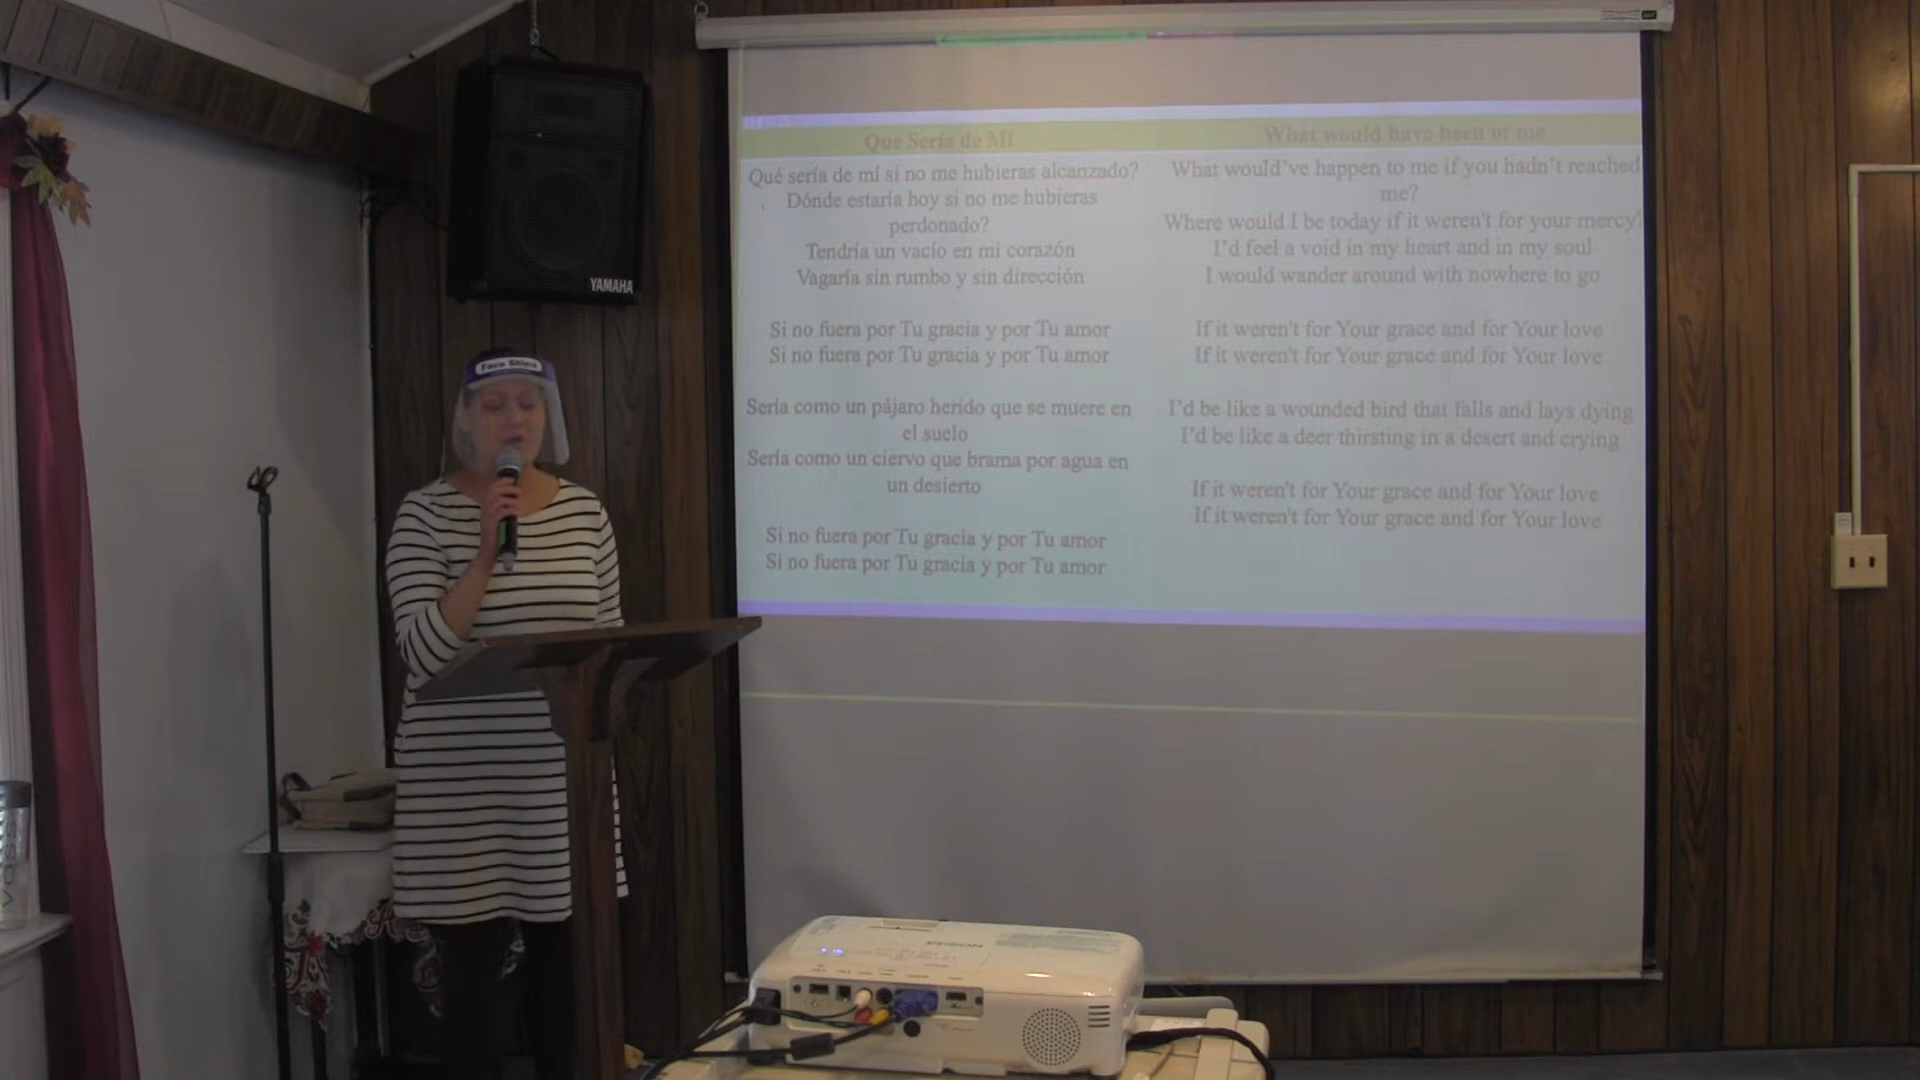 YAMAHA
Face Shield
Que Sería de Mi
Qué sería de mí si no me hubieras alcanzado?
Dónde estaría hoy si no me hubieras
perdonado?
Tendría un vacío en mi corazón
Vagaría sin rumbo y sin dirección
Si no fuera por Tu gracia y por Tu amor
Si no fuera por Tu gracia y por Tu amor
Sería como un pájaro herido que se muere en
el suelo
Sería como un ciervo que brama por agua en
un desierto
Si no fuera por Tu gracia y por Tu amor
Si no fuera por Tu gracia y por Tu amor
What would have been of me
What would've happen to me if you hadn't reached
me?
Where would I be today if it weren't for your mercy?
I'd feel a void in my heart and in my soul
I would wander around with nowhere to go
If it weren't for Your grace and for Your love
If it weren't for Your grace and for Your love
I'd be like a wounded bird that falls and lays dying
I'd be like a deer thirsting in a desert and crying
If it weren't for Your grace and for Your love
If it weren't for Your grace and for Your love
EPSON